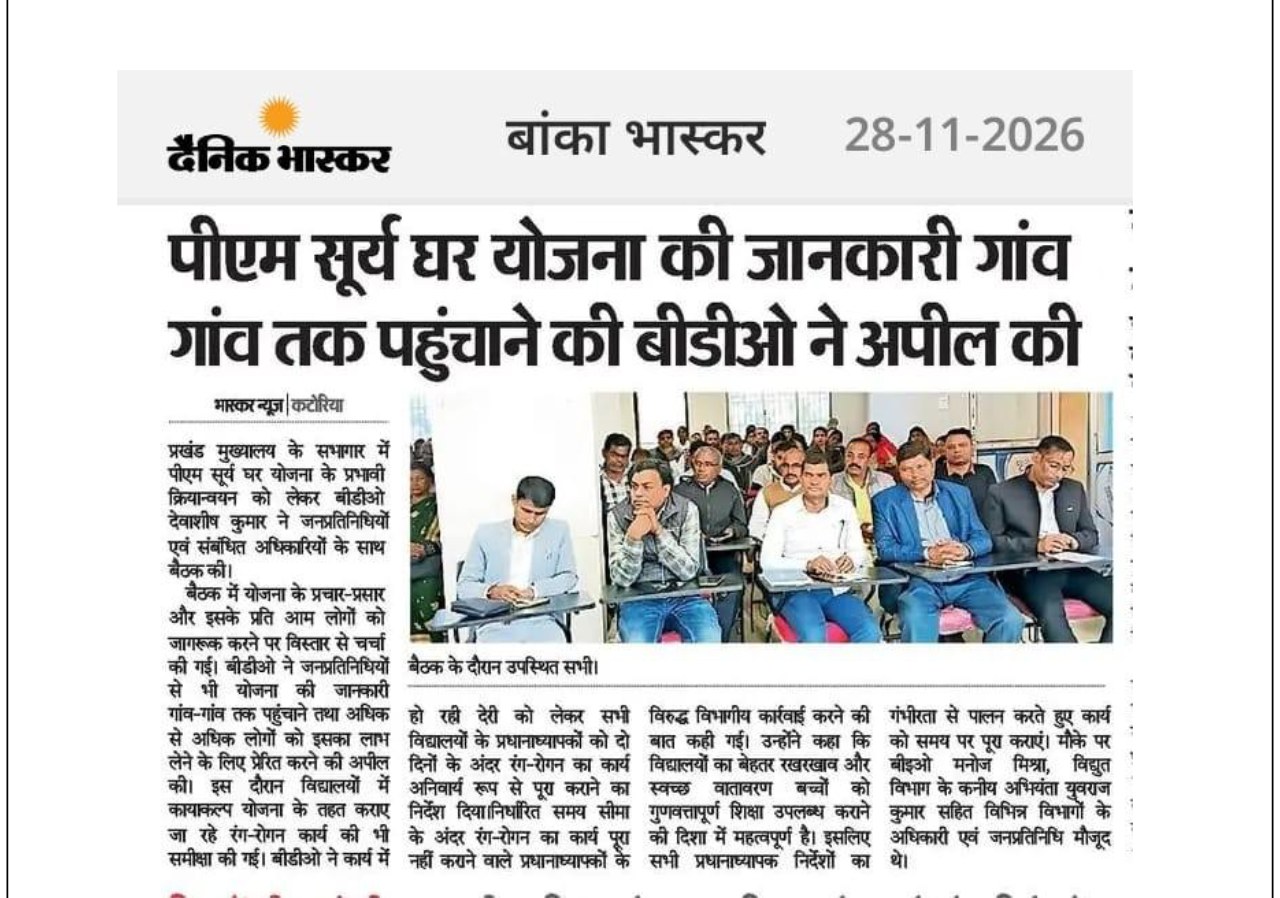 दैनिक भास्कर
बांका भास्कर
28-11-2026
पीएम सूर्य घर योजना की जानकारी गांव
गांव तक पहुंचाने की बीडीओ ने अपील की
भास्कर न्यूज|कटोरिया
प्रखंड मुख्यालय के सभागार में
पीएम सूर्य घर योजना के प्रभावी
क्रियान्वयन को लेकर बीडीओ
देवाशीष कुमार ने जनप्रतिनिधियों
एवं संबंधित अधिकारियों के साथ
बैठक की।
बैठक में योजना के प्रचार-प्रसार
और इसके प्रति आम लोगों को
जागरूक करने पर विस्तार से चर्चा
की गई। बीडीओ ने जनप्रतिनिधियों
से भी योजना की जानकारी
गांव-गांव तक पहुंचाने तथा अधिक
से अधिक लोगों को इसका लाभ
लेने के लिए प्रेरित करने की अपील
की। इस दौरान विद्यालयों में
कायाकल्प योजना के तहत कराए
जा रहे रंग-रोगन कार्य की भी
समीक्षा की गई। बीडीओ ने कार्य में
बैठक के दौरान उपस्थित सभी।
हो रही देरी को लेकर सभी
विद्यालयों के प्रधानाध्यापकों को दो
दिनों के अंदर रंग-रोगन का कार्य
अनिवार्य रूप से पूरा कराने का
निर्देश दिया।निर्धारित समय सीमा
के अंदर रंग-रोगन का कार्य पूरा
नहीं कराने वाले प्रधानाध्यापकों के
विरुद्ध विभागीय कार्रवाई करने की
बात कही गई। उन्होंने कहा कि
विद्यालयों का बेहतर रखरखाव और
स्वच्छ वातावरण बच्चों को
गुणवत्तापूर्ण शिक्षा उपलब्ध कराने
की दिशा में महत्वपूर्ण है। इसलिए
सभी प्रधानाध्यापक निर्देशों का
गंभीरता से पालन करते हुए कार्य
को समय पर पूरा कराएं। मौके पर
बीइओ मनोज मिश्रा, विद्युत
विभाग के कनीय अभियंता युवराज
कुमार सहित विभिन्न विभागों के
अधिकारी एवं जनप्रतिनिधि मौजूद
थे।